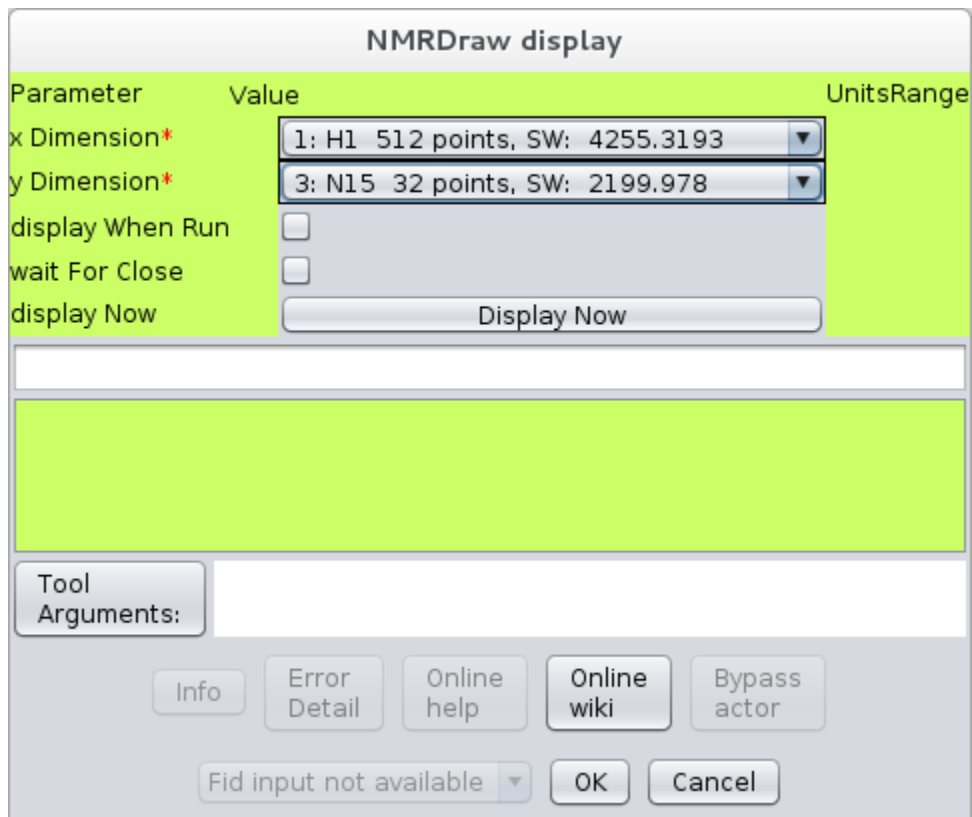 NMRDraw display
Parameter Value UnitsRange
x Dimension* 1: H1 512 points, SW: 4255.3193
y Dimension* 3: N15 32 points, SW: 2199.978
display When Run
wait For Close
display Now Display Now
Tool
Arguments:
Info
Error
Detail
Online
help
Online
wiki
Bypass
actor
Fid input not available OK Cancel